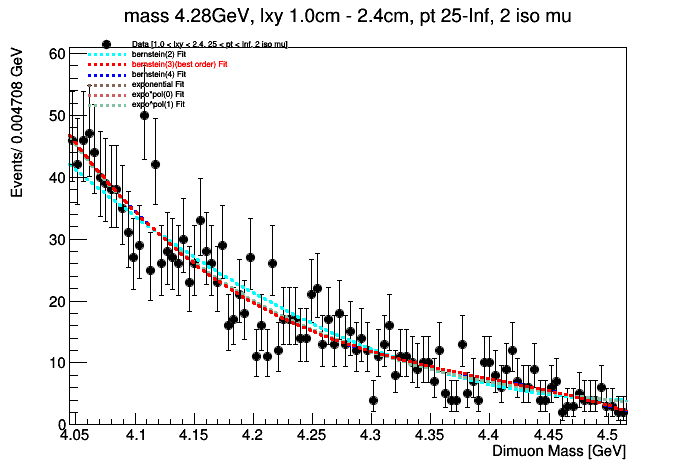 mass 4.28GeV, lxy 1.0cm - 2.4cm, pt 25-Inf, 2 iso mu
Data [1.0 < lxy < 2.4, 25 < pt < Inf, 2 iso mu]
bernstein(2) Fit
bernstein(3)(best order) Fit
bernstein(4) Fit
exponential Fit
expo*pol(0) Fit
expo*pol(1) Fit
Events/ 0.004708 GeV
60
50
40
30
20
10
0
4.05 4.1 4.15 4.2 4.25 4.3 4.35 4.4 4.45 4.5
Dimuon Mass [GeV]